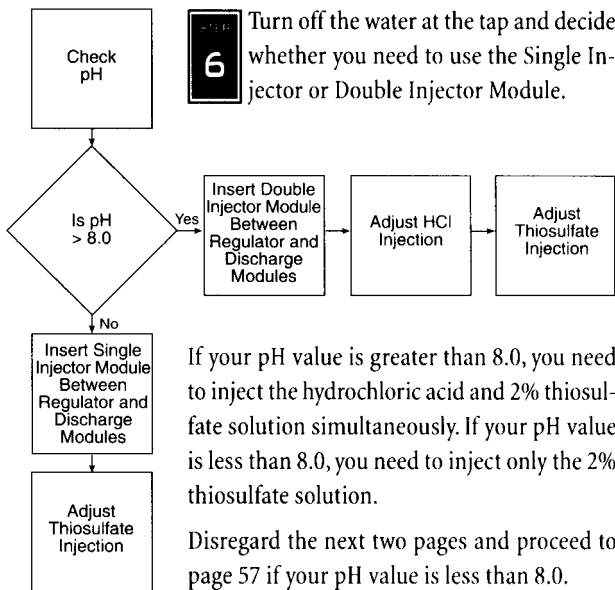 Check
pH
STEP
6
Turn off the water at the tap and decide
whether you need to use the Single In-
jector or Double Injector Module.
Is pH
> 8.0
Yes
Insert Double
Injector Module
Between
Regulator and
Discharge
Modules
Adjust HCl
Injection
Adjust
Thiosulfate
Injection
No
Insert Single
Injector Module
Between
Regulator and
Discharge
Modules
Adjust
Thiosulfate
Injection
If your pH value is greater than 8.0, you need
to inject the hydrochloric acid and 2% thiosul-
fate solution simultaneously. If your pH value
is less than 8.0, you need to inject only the 2%
thiosulfate solution.
Disregard the next two pages and proceed to
page 57 if your pH value is less than 8.0.